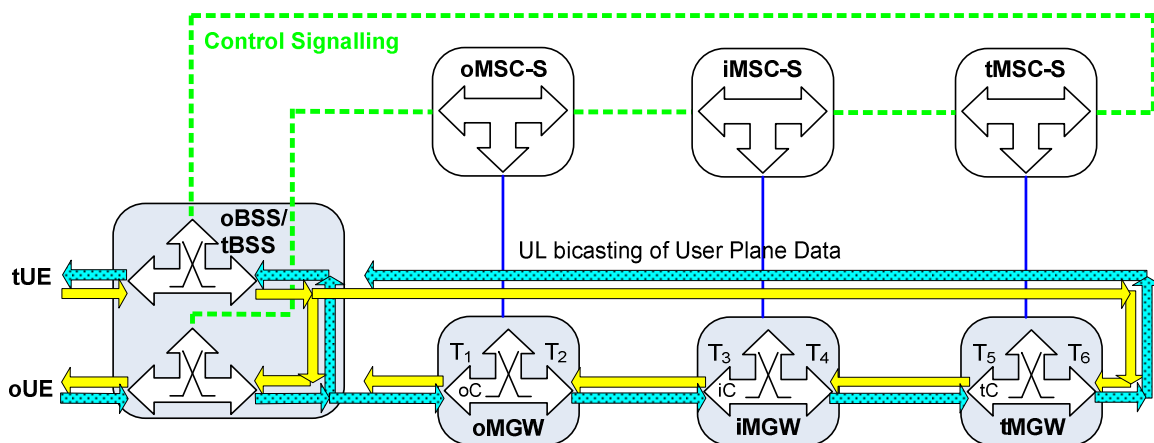 Control Signalling
oMSC-S
iMSC-S
tMSC-S
oBSS/
tBSS
UL bicasting of User Plane Data
tUE
T1
T2
T3
T4
T5
T6
oUE
oC
iC
tC
oMGW
iMGW
tMGW